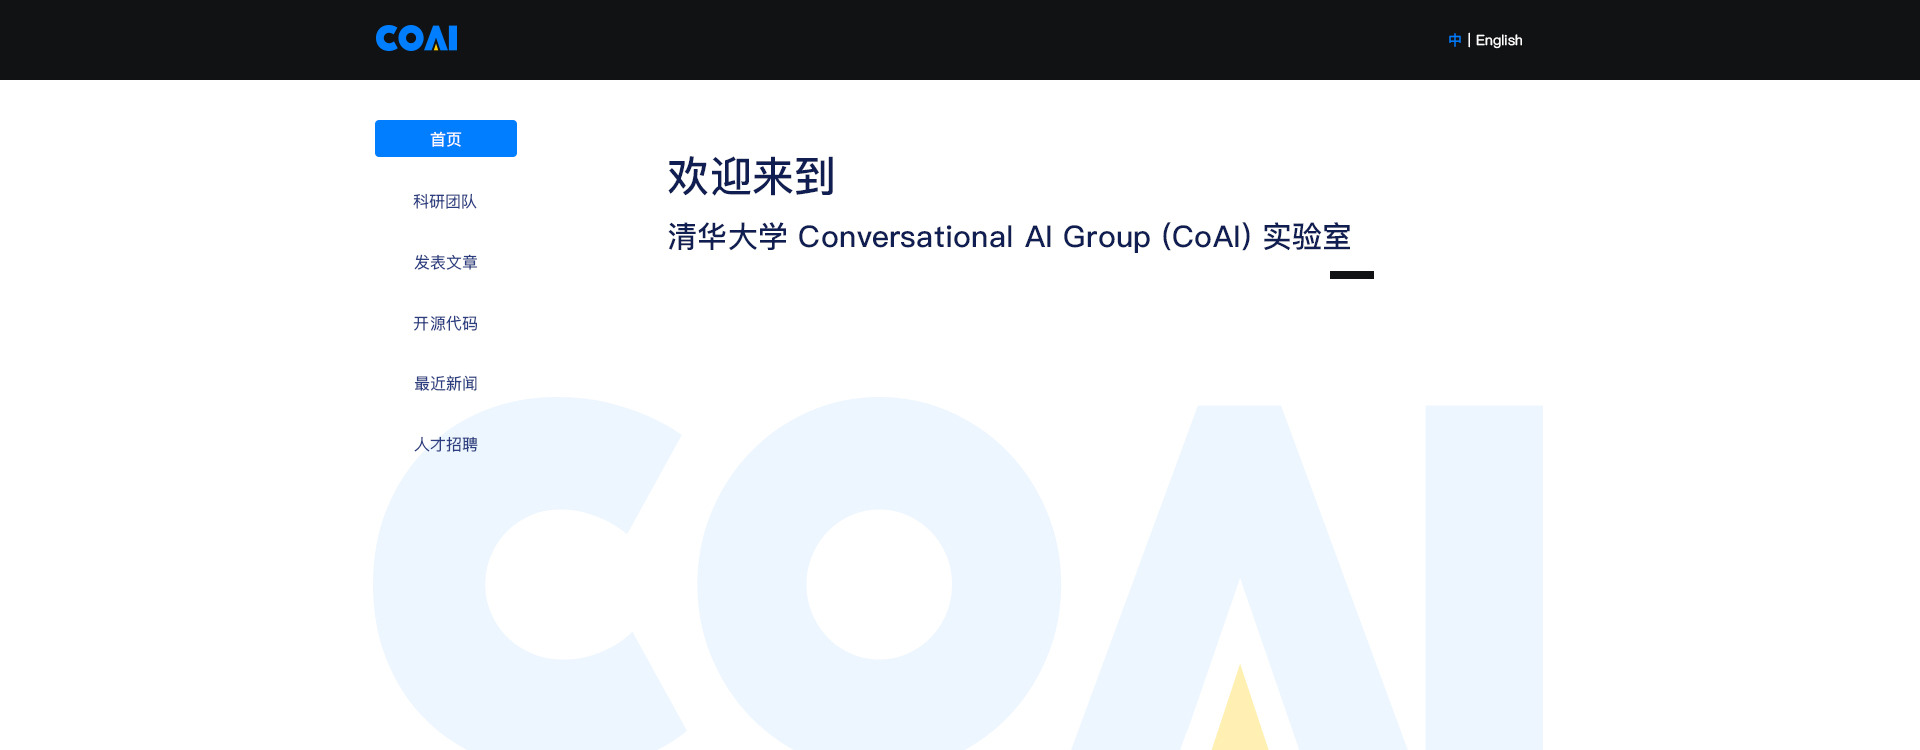 COAI
中 | English
首页
科研团队
发表文章
开源代码
最近新闻
人才招聘
欢迎来到
清华大学 Conversational AI Group (CoAI) 实验室
COAI